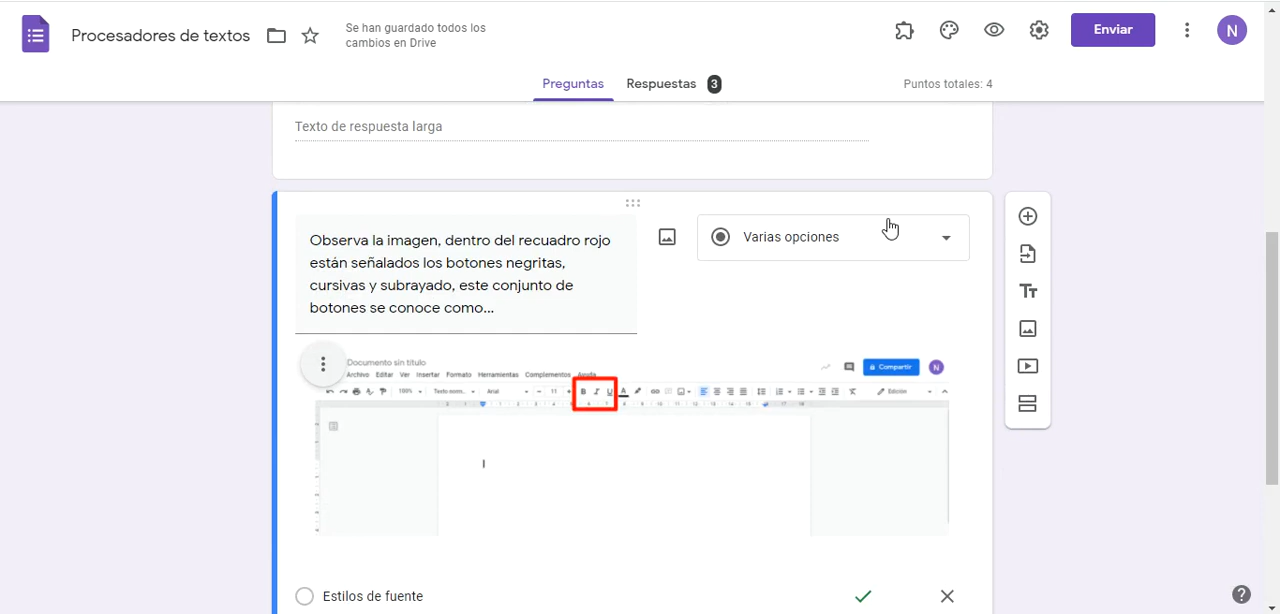 Procesadores de textos
Se han guardado todos los
cambios en Drive
Enviar
N
Preguntas
Respuestas 3
Puntos totales: 4
Texto de respuesta larga
Observa la imagen, dentro del recuadro rojo
están señalados los botones negritas,
cursivas y subrayado, este conjunto de
botones se conoce como...
Varias opciones
Documento sin título
Archivo Editar Ver Insertar Formato Herramientas Complementos Ayuda
Compartir
N
100% Texto norm... Arial 11 B I U A Edición
Estilos de fuente